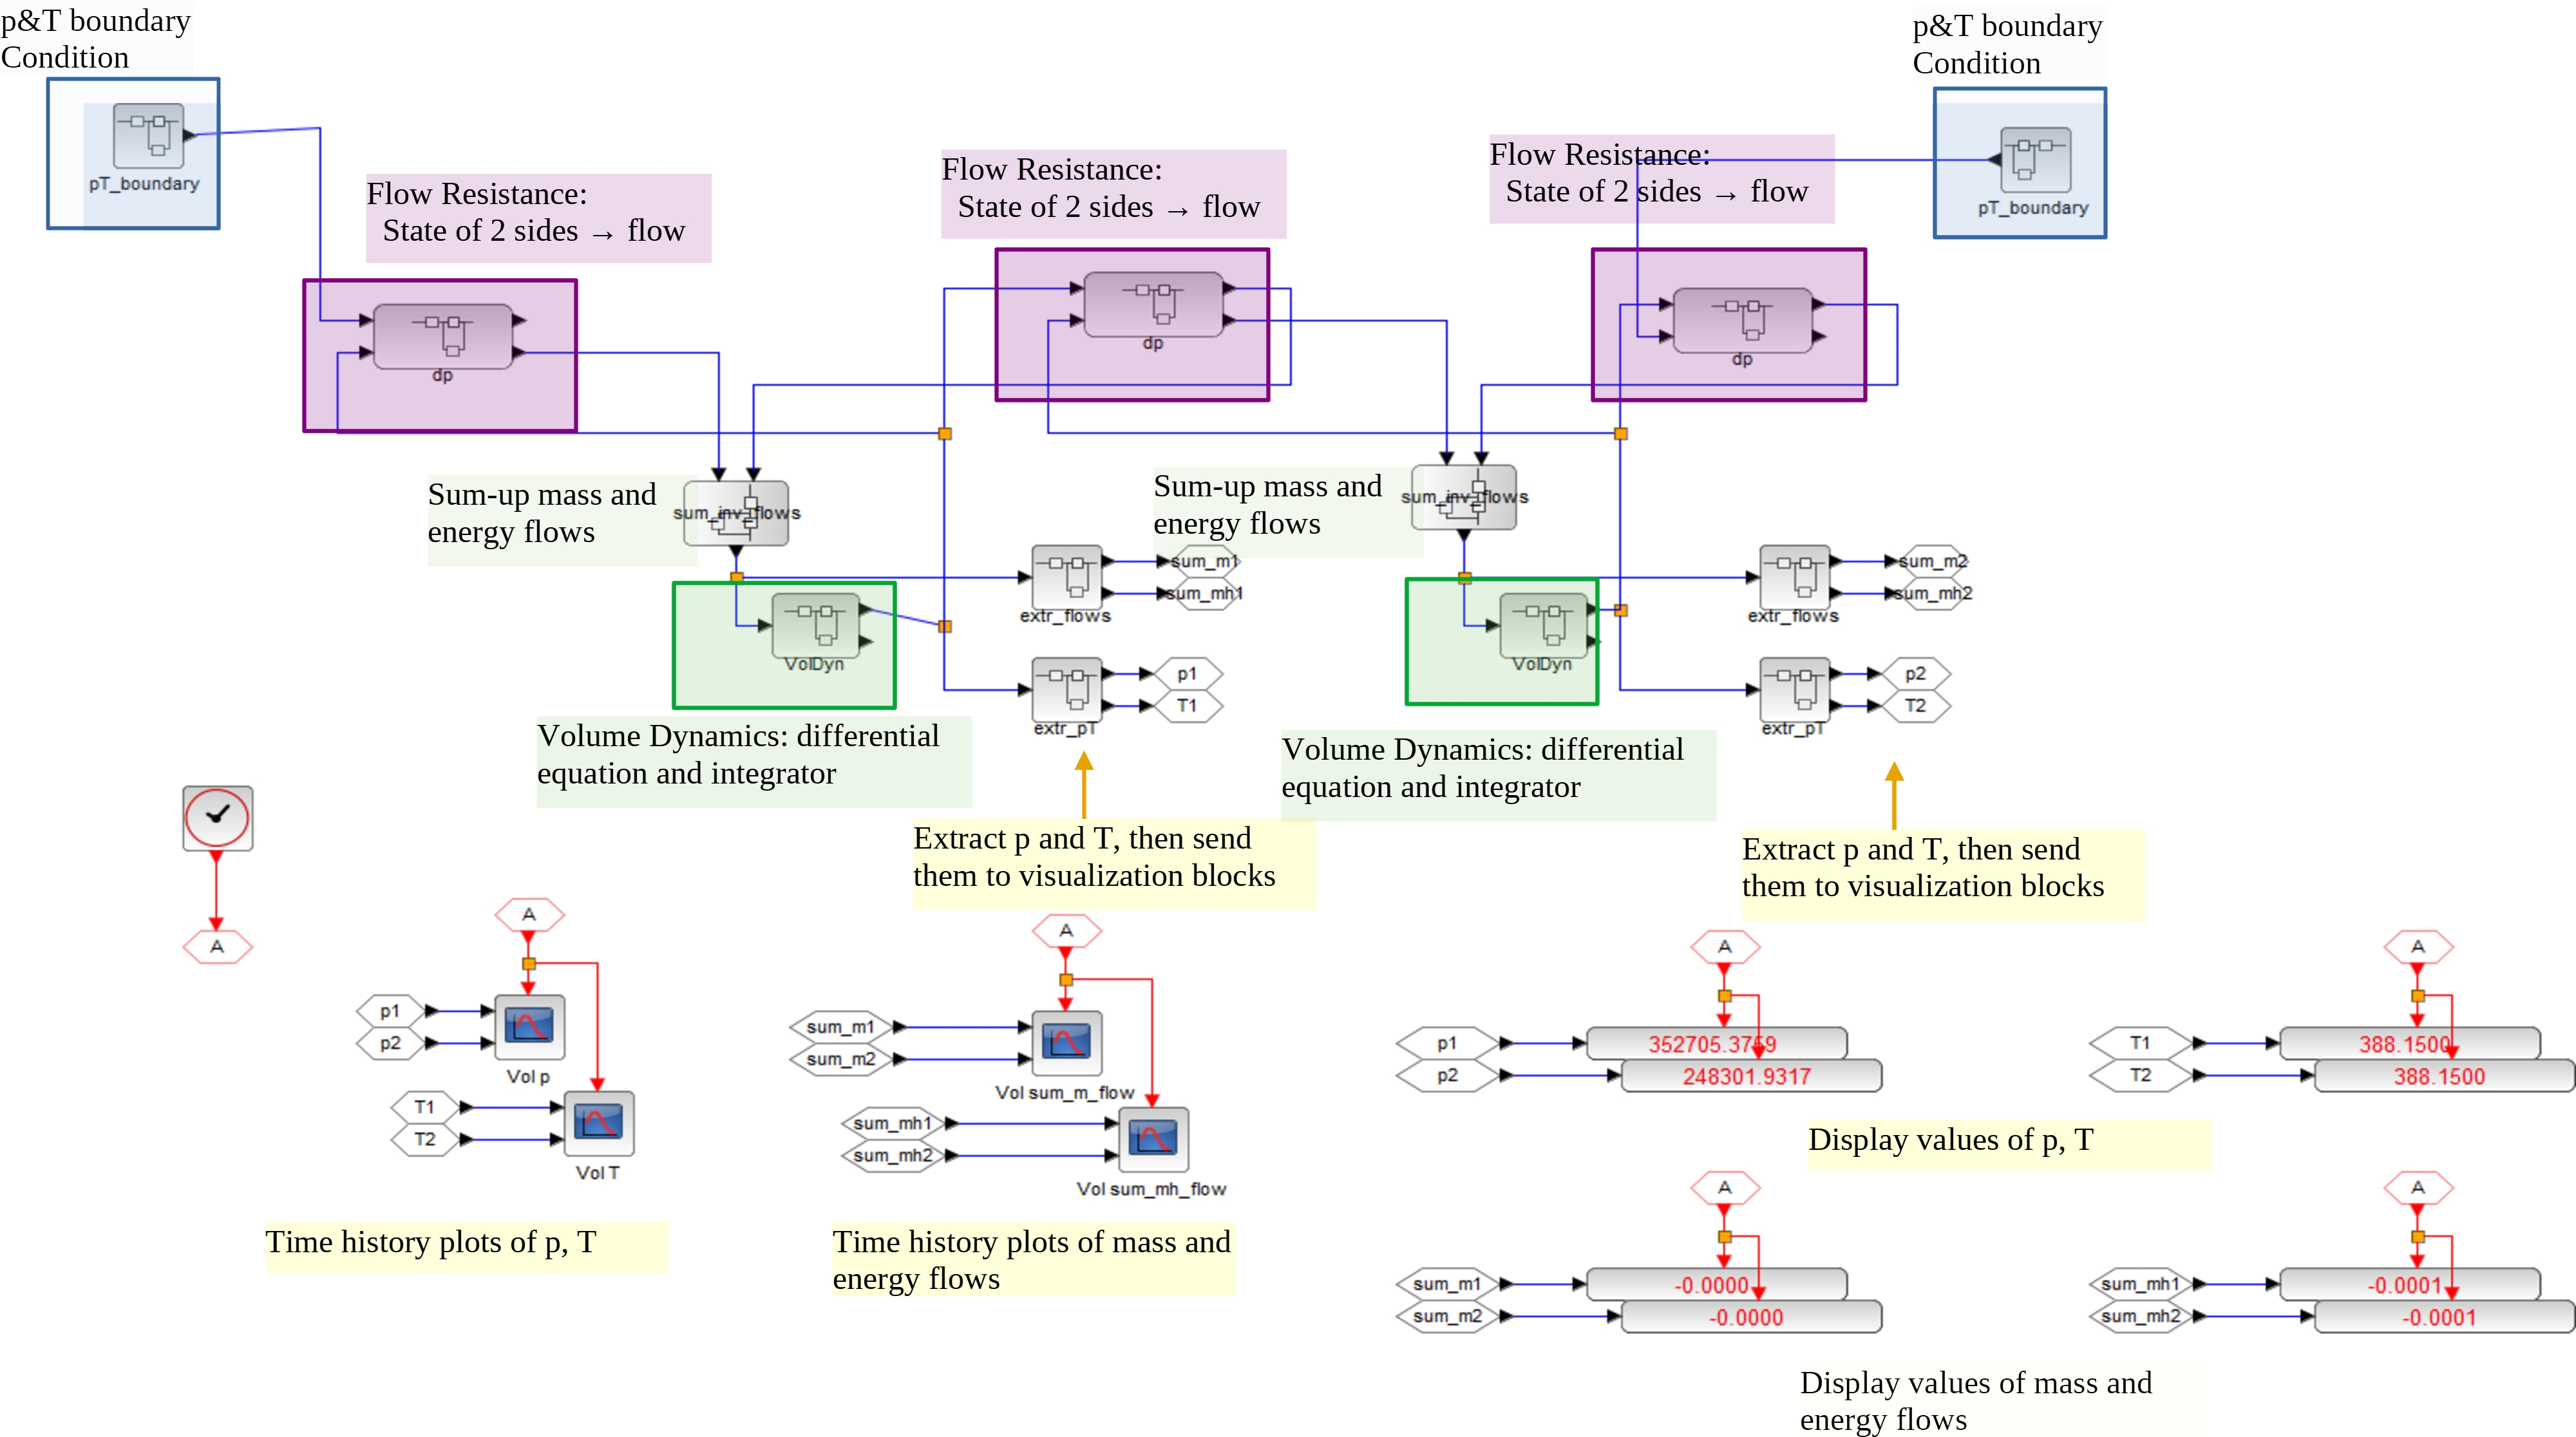 p&T boundary
Condition
p&T boundary
Condition
pT_boundary
pT_boundary
Flow Resistance:
State of 2 sides → flow
Flow Resistance:
State of 2 sides → flow
Flow Resistance:
State of 2 sides → flow
dp
dp
dp
Sum-up mass and
energy flows
sum_inv_flows
Sum-up mass and
energy flows
sum_inv_flows
sum_m1
sum_mh1
extr_flows
sum_m2
sum_mh2
extr_flows
VolDyn
VolDyn
p1
T1
extr_pT
p2
T2
extr_pT
Volume Dynamics: differential
equation and integrator
Volume Dynamics: differential
equation and integrator
Extract p and T, then send
them to visualization blocks
Extract p and T, then send
them to visualization blocks
A
A
p1
p2
Vol p
T1
T2
Vol T
Time history plots of p, T
A
sum_m1
sum_m2
Vol sum_m_flow
sum_mh1
sum_mh2
Vol sum_mh_flow
Time history plots of mass and
energy flows
A
p1 352705.3769
p2 248301.9317
A
T1 388.1500
T2 388.1500
Display values of p, T
A
sum_m1 -0.0000
sum_m2 -0.0000
A
sum_mh1 -0.0001
sum_mh2 -0.0001
Display values of mass and
energy flows